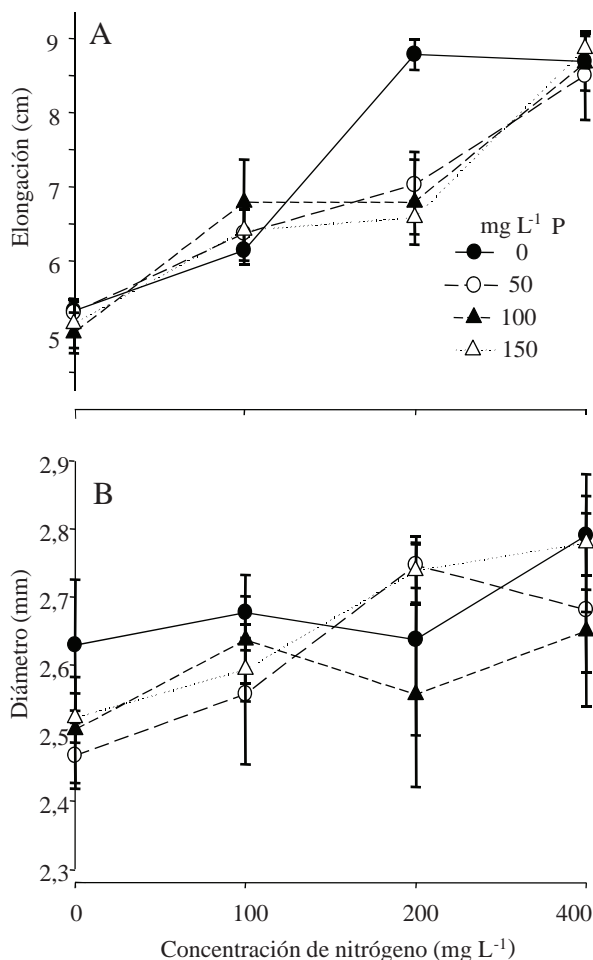 A
9
8
7
6
5
Elongación (cm)
mg L⁻¹ P
0
50
100
150
B
2,9
2,8
2,7
2,6
2,5
2,4
2,3
Diámetro (mm)
0 100 200 400
Concentración de nitrógeno (mg L⁻¹)